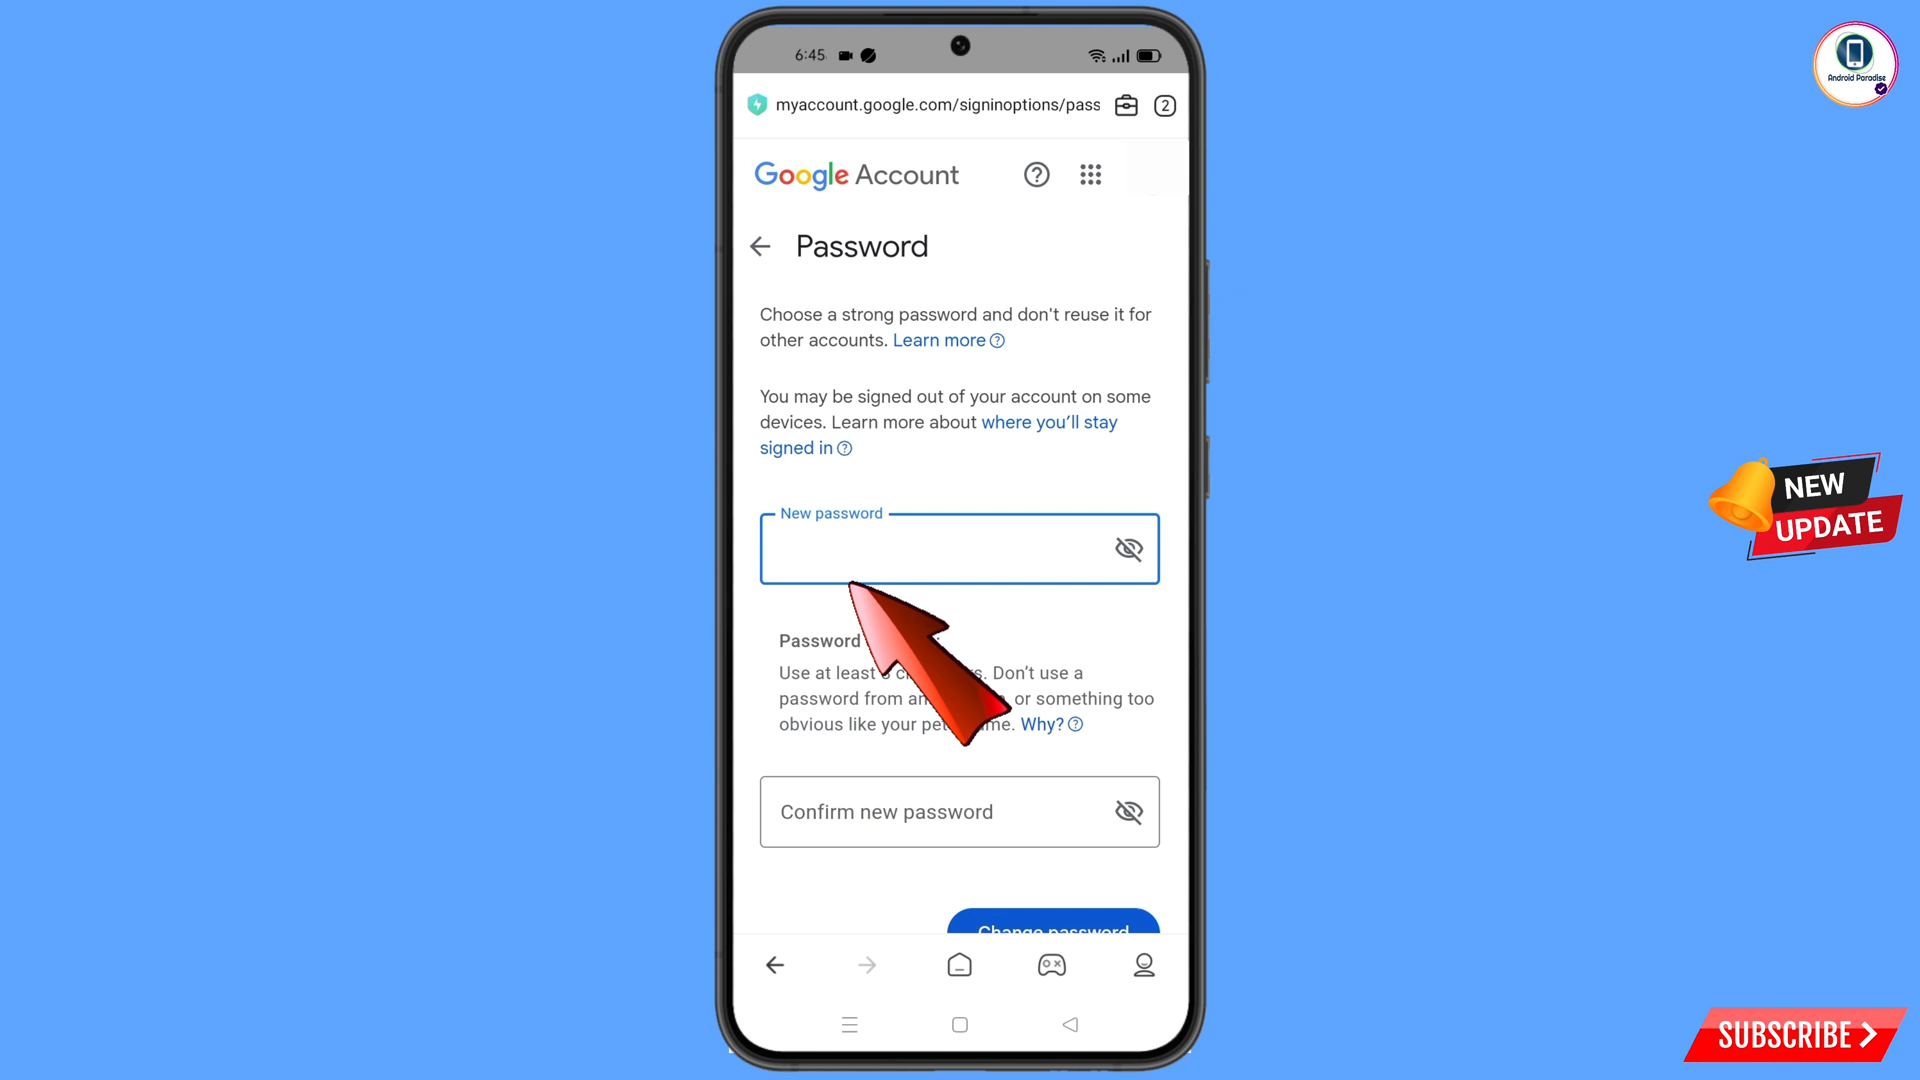 6:45
myaccount.google.com/signinoptions/pass
2
Android Paradise
Google Account
Password
Choose a strong password and don't reuse it for
other accounts. Learn more
You may be signed out of your account on some
devices. Learn more about where you'll stay
signed in
New password
NEW
UPDATE
Password
Use at least 8 Don't use a
password from or something too
obvious like your Why?
Confirm new password
Change password
SUBSCRIBE